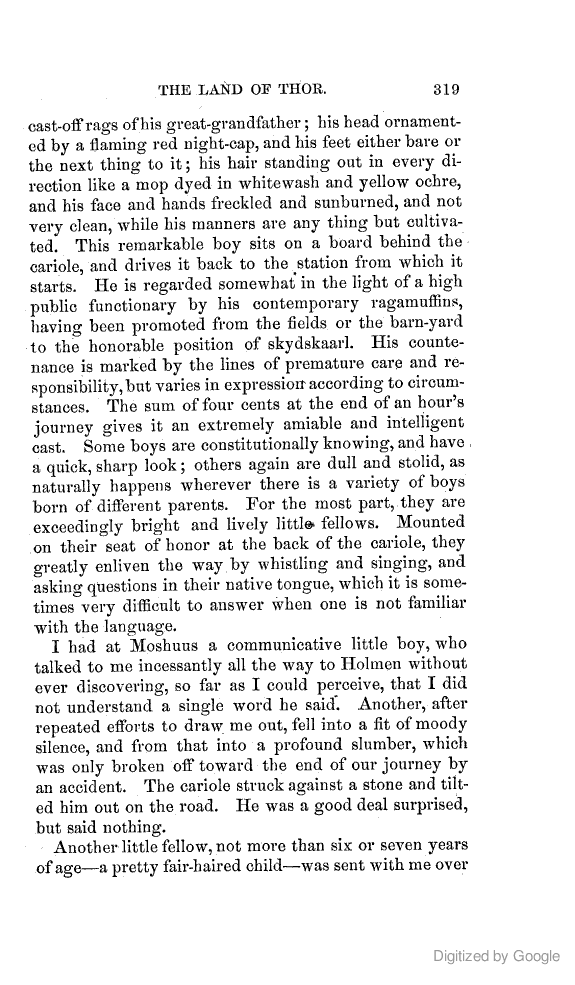 THE LAND OF THOR. 319
cast-off rags of his great-grandfather; his head ornament-
ed by a flaming red night-cap, and his feet either bare or
the next thing to it; his hair standing out in every di-
rection like a mop dyed in whitewash and yellow ochre,
and his face and hands freckled and sunburned, and not
very clean, while his manners are any thing but cultiva-
ted. This remarkable boy sits on a board behind the
cariole, and drives it back to the station from which it
starts. He is regarded somewhat in the light of a high
public functionary by his contemporary ragamuffins,
having been promoted from the fields or the barn-yard
to the honorable position of skydskaarl. His counte-
nance is marked by the lines of premature care and re-
sponsibility, but varies in expression according to circum-
stances. The sum of four cents at the end of an hour's
journey gives it an extremely amiable and intelligent
cast. Some boys are constitutionally knowing, and have
a quick, sharp look; others again are dull and stolid, as
naturally happens wherever there is a variety of boys
born of different parents. For the most part, they are
exceedingly bright and lively little fellows. Mounted
on their seat of honor at the back of the cariole, they
greatly enliven the way by whistling and singing, and
asking questions in their native tongue, which it is some-
times very difficult to answer when one is not familiar
with the language.
I had at Moshuus a communicative little boy, who
talked to me incessantly all the way to Holmen without
ever discovering, so far as I could perceive, that I did
not understand a single word he said. Another, after
repeated efforts to draw me out, fell into a fit of moody
silence, and from that into a profound slumber, which
was only broken off toward the end of our journey by
an accident. The cariole struck against a stone and tilt-
ed him out on the road. He was a good deal surprised,
but said nothing.
Another little fellow, not more than six or seven years
of age—a pretty fair-haired child—was sent with me over
Digitized by Google